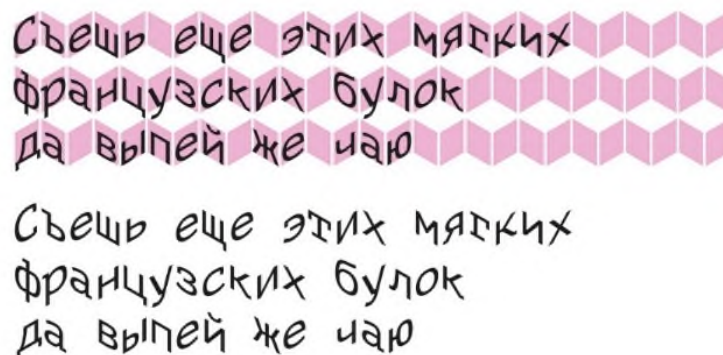 Съешь еще этих мягких
французских булок
да выпей же чаю
Съешь еще этих мягких
французских булок
да выпей же чаю